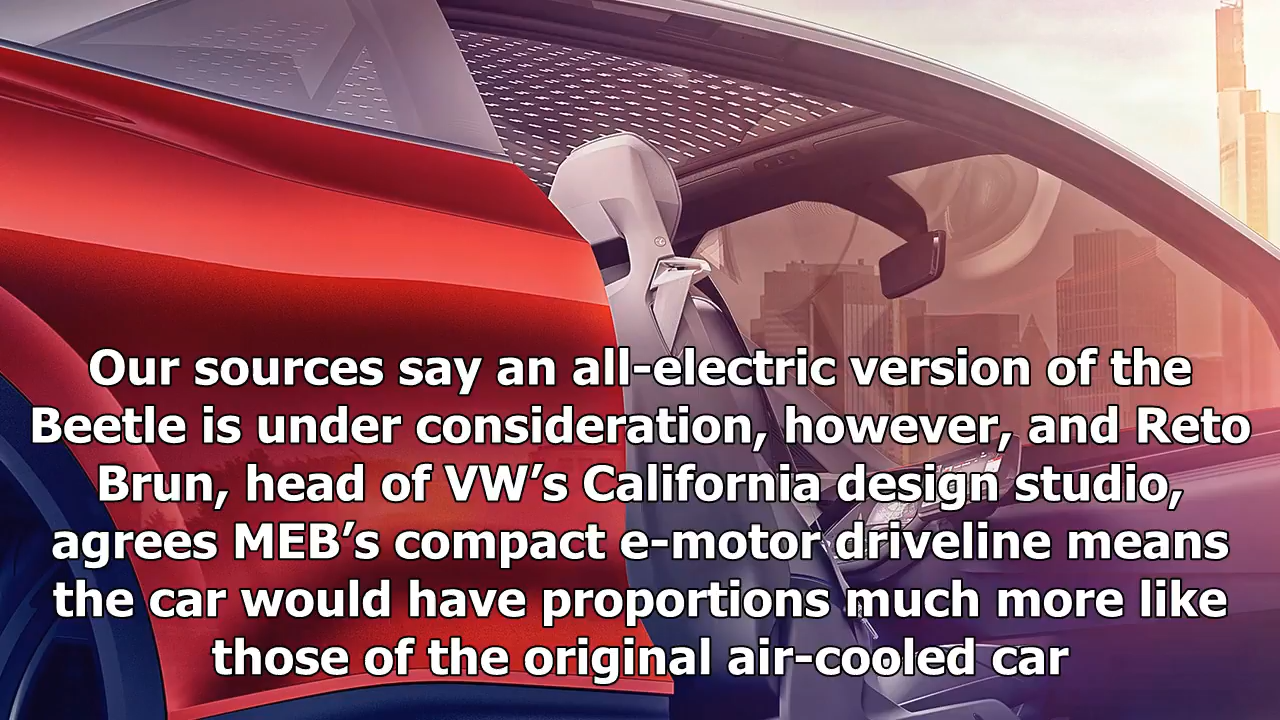 Our sources say an all-electric version of the
Beetle is under consideration, however, and Reto
Brun, head of VW’s California design studio,
agrees MEB’s compact e-motor driveline means
the car would have proportions much more like
those of the original air-cooled car